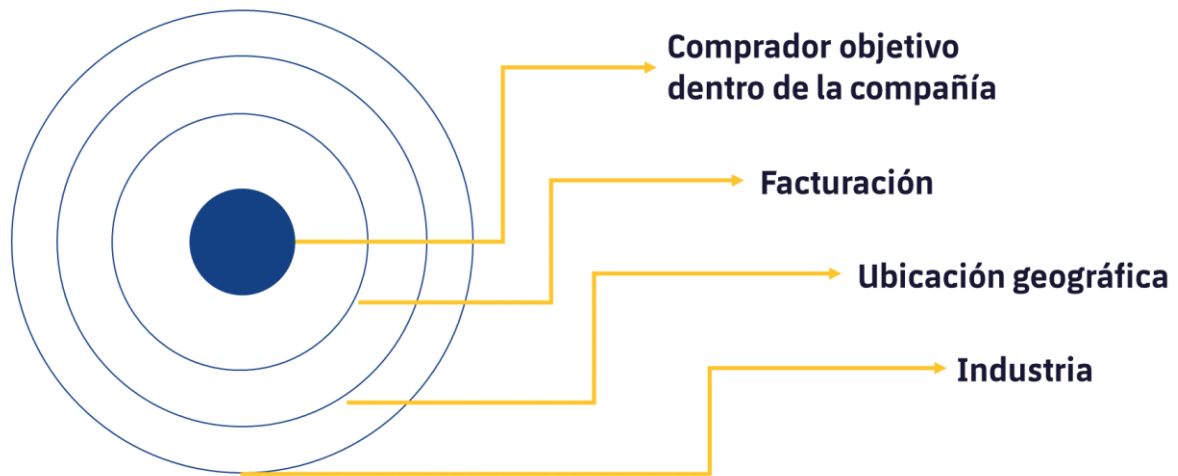 Comprador objetivo
dentro de la compañía
Facturación
Ubicación geográfica
Industria